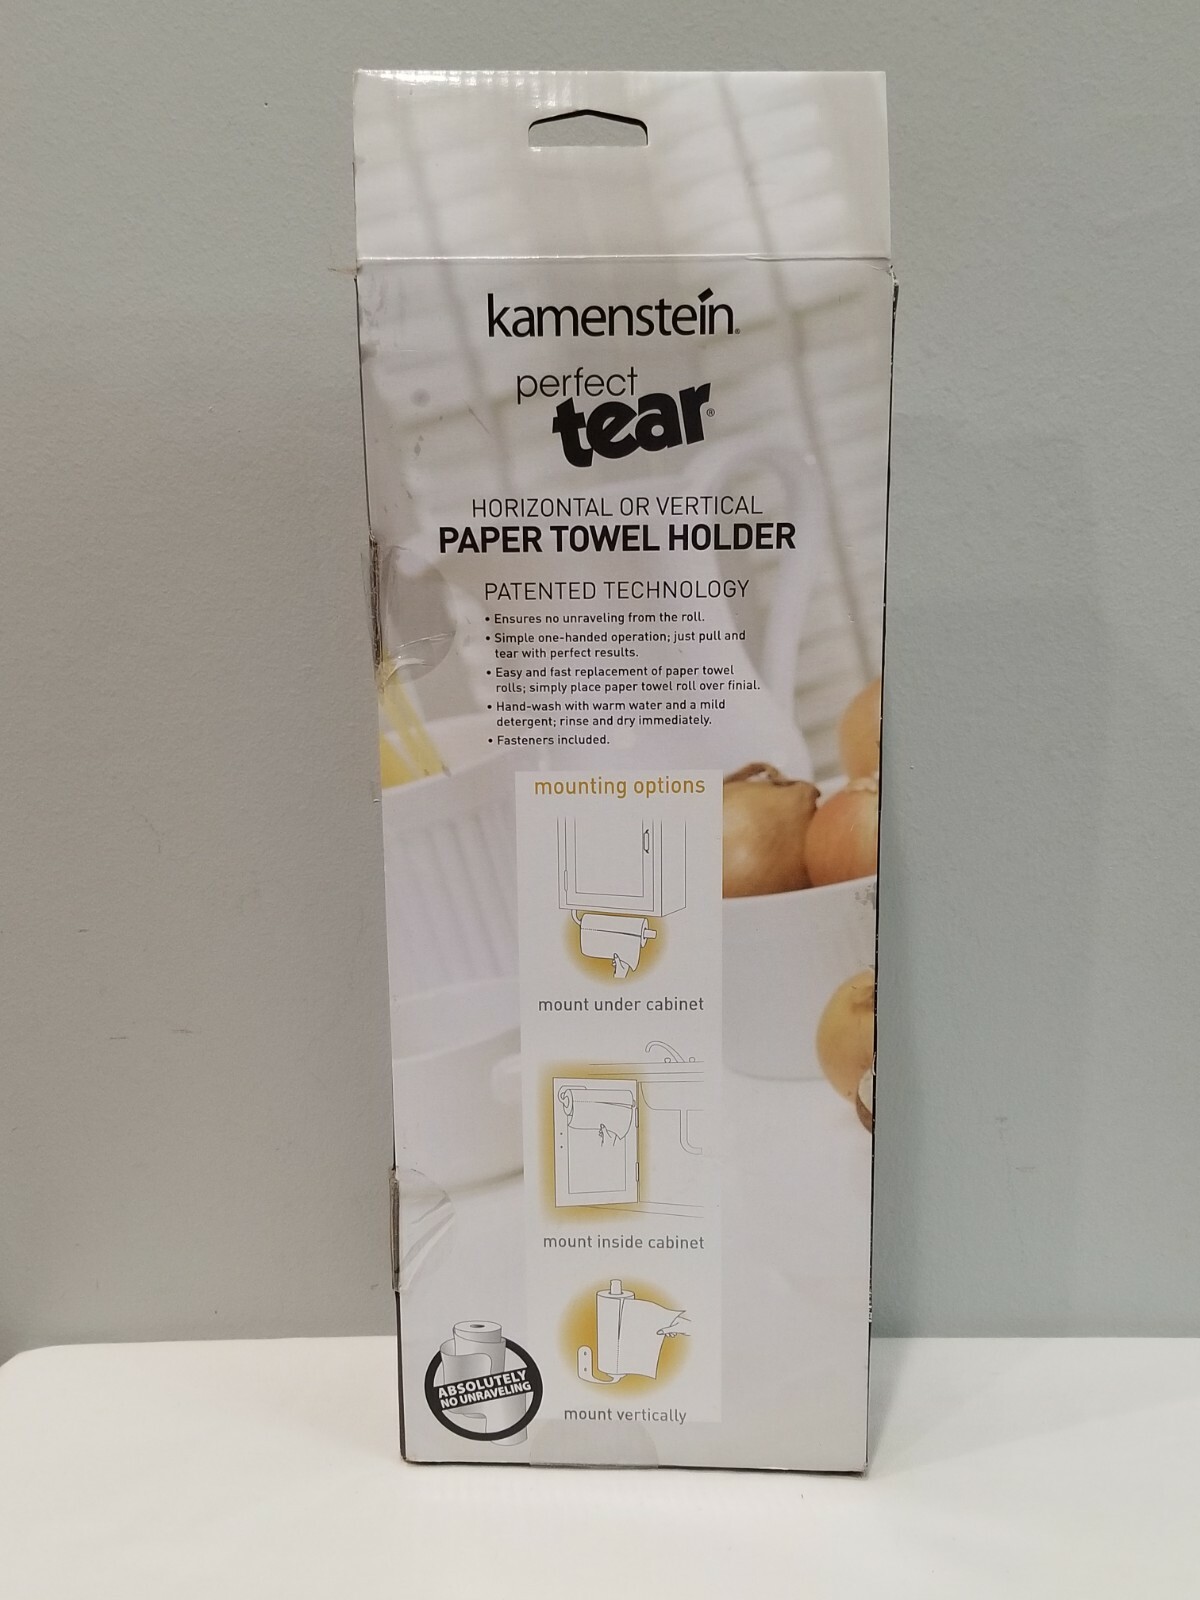 kamenstein®
perfect
tear®
HORIZONTAL OR VERTICAL
PAPER TOWEL HOLDER
PATENTED TECHNOLOGY
• Ensures no unraveling from the roll.
• Simple one-handed operation; just pull and
tear with perfect results.
• Easy and fast replacement of paper towel
rolls; simply place paper towel roll over finial.
• Hand-wash with warm water and a mild
detergent; rinse and dry immediately.
• Fasteners included.
mounting options
mount under cabinet
mount inside cabinet
mount vertically
ABSOLUTELY
NO UNRAVELING